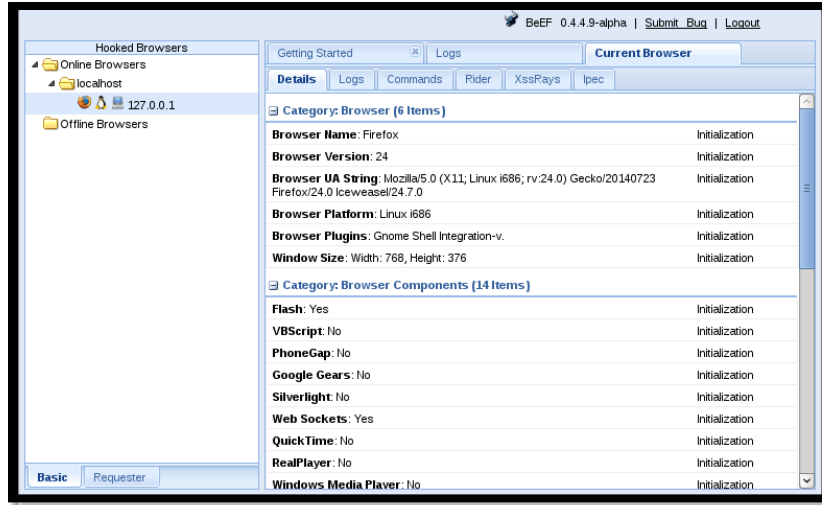 BeEF 0.4.4.9-alpha | Submit Bug | Logout
Hooked Browsers
Online Browsers
localhost
127.0.0.1
Offline Browsers
Basic
Requester
Getting Started
Logs
Current Browser
Details
Logs
Commands
Rider
XssRays
Ipec
Category: Browser (6 Items)
Browser Name: Firefox Initialization
Browser Version: 24 Initialization
Browser UA String: Mozilla/5.0 (X11; Linux i686; rv:24.0) Gecko/20140723 Initialization
Firefox/24.0 Iceweasel/24.7.0
Browser Platform: Linux i686 Initialization
Browser Plugins: Gnome Shell Integration-v. Initialization
Window Size: Width: 768, Height: 376 Initialization
Category: Browser Components (14 Items)
Flash: Yes Initialization
VBScript: No Initialization
PhoneGap: No Initialization
Google Gears: No Initialization
Silverlight: No Initialization
Web Sockets: Yes Initialization
QuickTime: No Initialization
RealPlayer: No Initialization
Windows Media Player: No Initialization